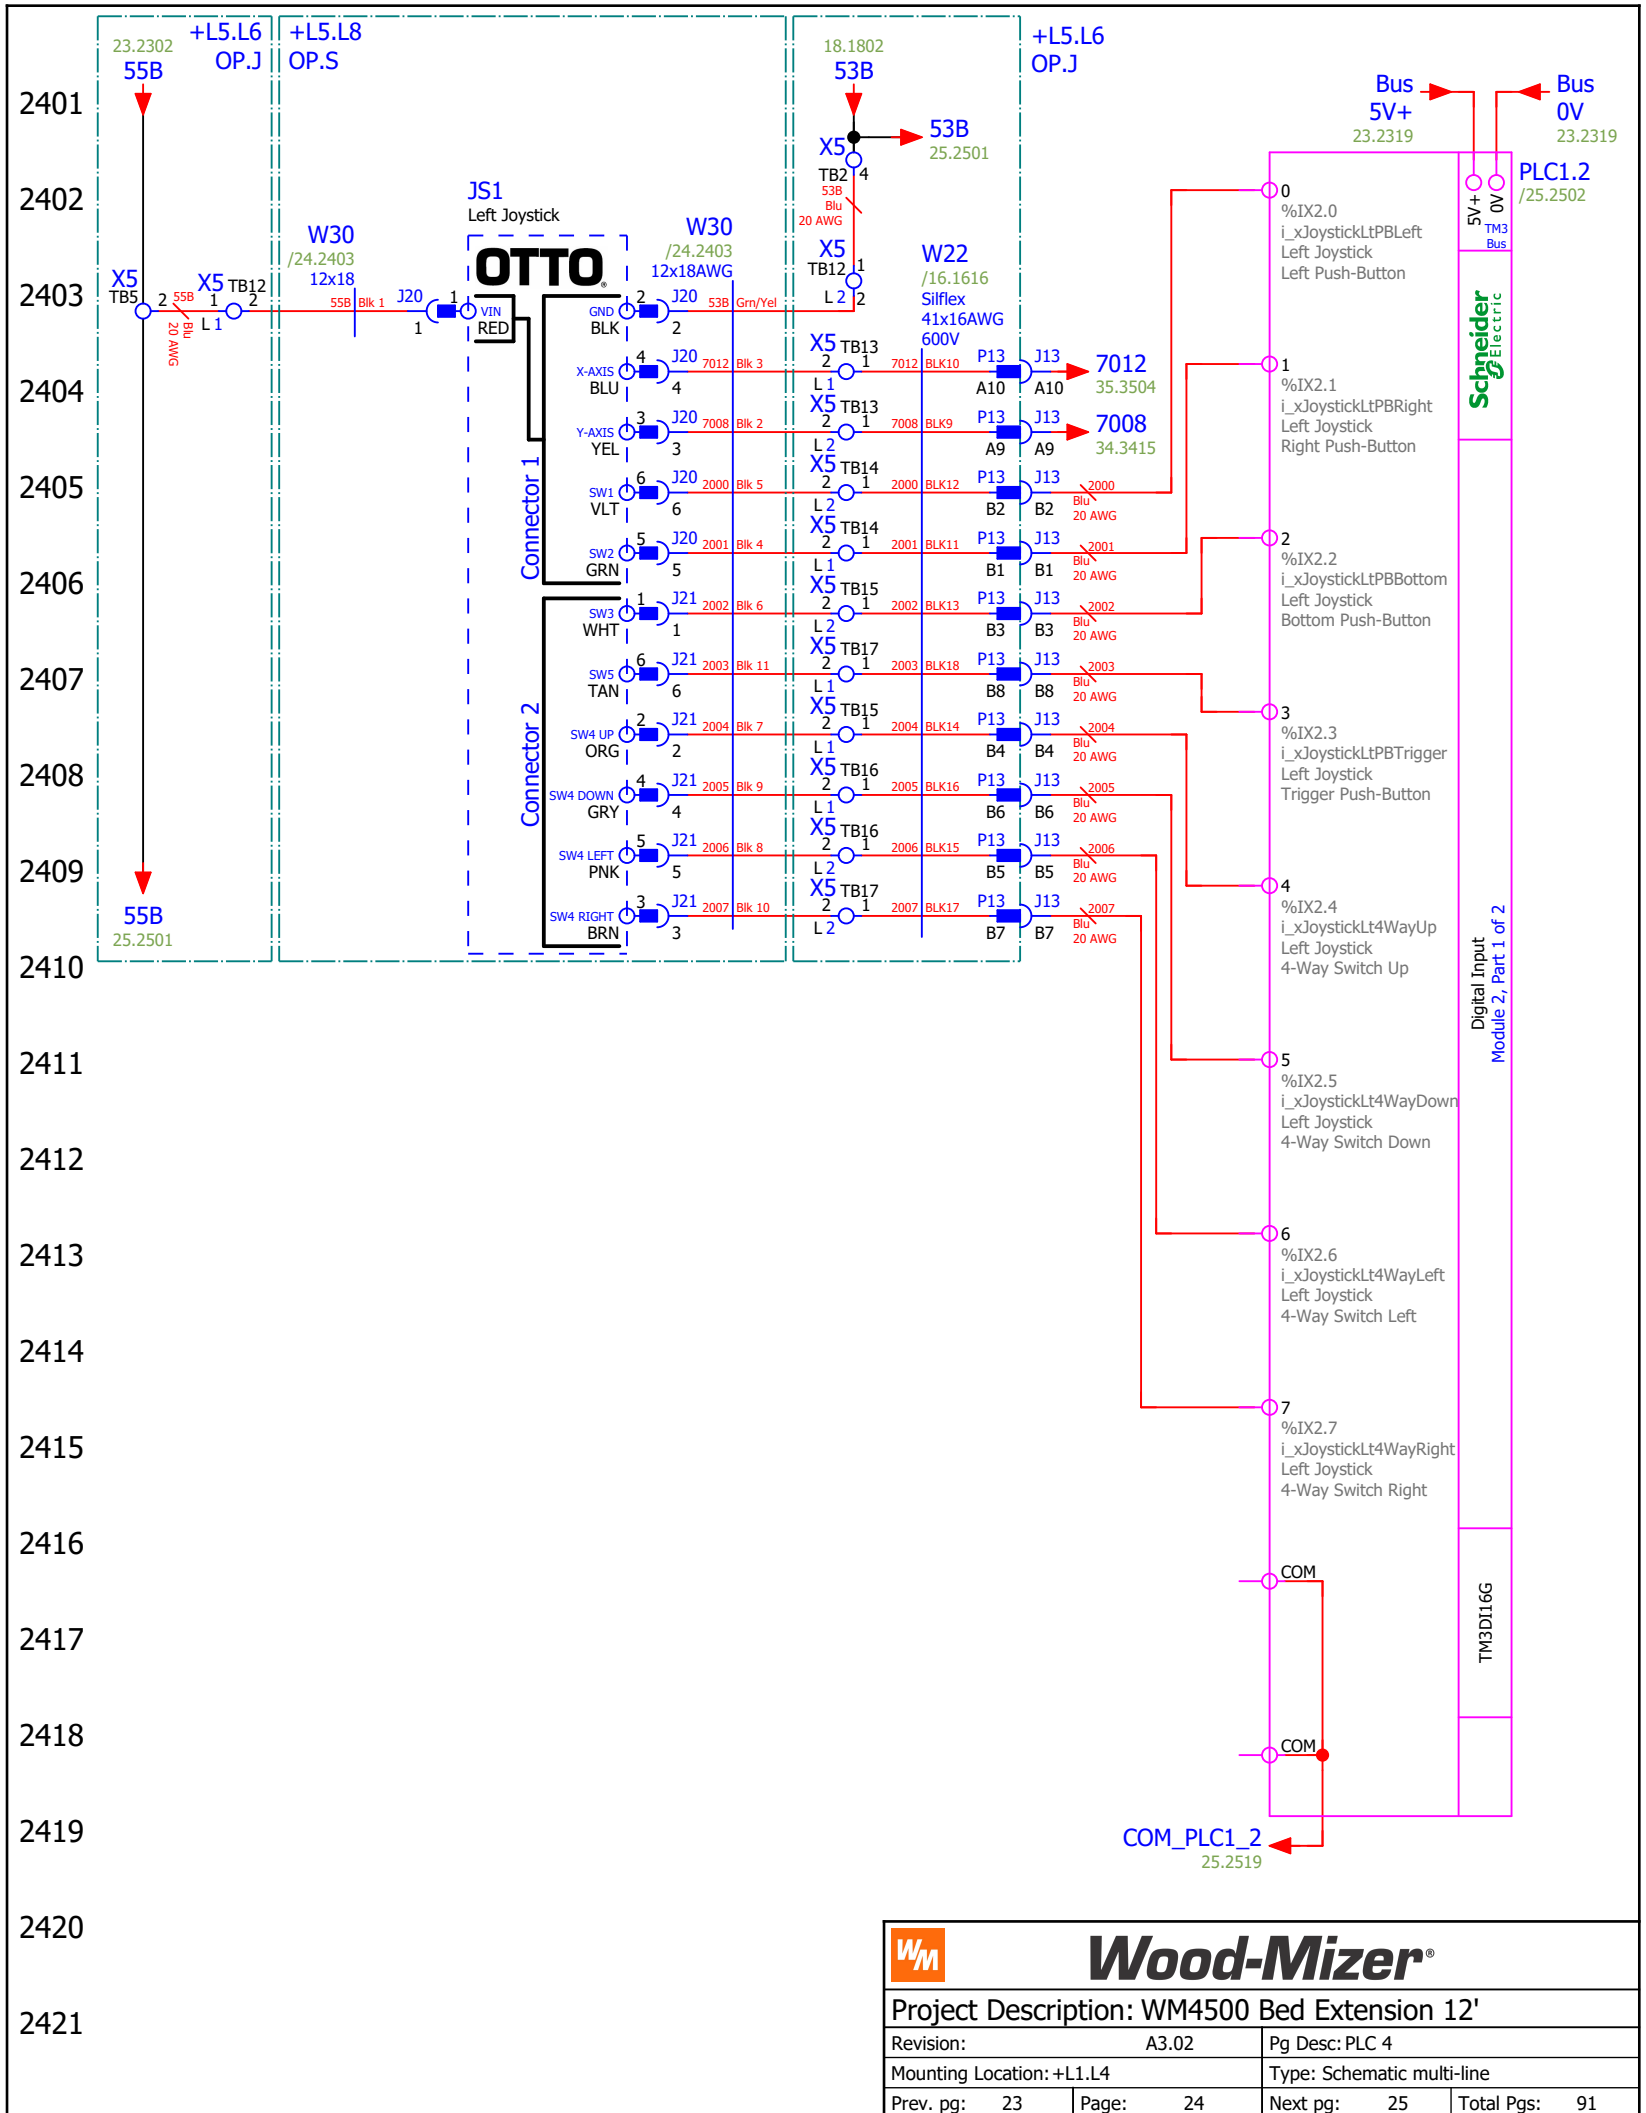 2401
2402
2403
2404
2405
2406
2407
2408
2409
2410
2411
2412
2413
2414
2415
2416
2417
2418
2419
2420
2421
23.2302
55B
+L5.L6
OP.J
+L5.L8
OP.S
18.1802
53B
+L5.L6
OP.J
53B
25.2501
X5
TB2 4
53B
Blu
20 AWG
X5
TB12 1
L 2 2
Bus
5V+
23.2319
Bus
0V
23.2319
PLC1.2
/25.2502
JS1
Left Joystick
OTTO®
W30
/24.2403
12x18
W30
/24.2403
12x18AWG
W22
/16.1616
Silflex
41x16AWG
600V
X5
TB5
2 55B
Blu
20 AWG
X5 TB12
1 2
L 1
55B Blk 1
J20
1
1
VIN
RED
Connector 1
GND 2 J20
BLK 2
53B Grn/Yel
X-AXIS 4 J20
BLU 4
7012 Blk 3
X5 TB13
2 1
L 1
7012 BLK10
P13 J13
A10 A10
7012
35.3504
Y-AXIS 3 J20
YEL 3
7008 Blk 2
X5 TB13
2 1
L 2
7008 BLK9
P13 J13
A9 A9
7008
34.3415
SW1 6 J20
VLT 6
2000 Blk 5
X5 TB14
2 1
L 2
2000 BLK12
P13 J13
B2 B2
2000
Blu
20 AWG
SW2 5 J20
GRN 5
2001 Blk 4
X5 TB14
2 1
L 1
2001 BLK11
P13 J13
B1 B1
2001
Blu
20 AWG
Connector 2
SW3 1 J21
WHT 1
2002 Blk 6
X5 TB15
2 1
L 2
2002 BLK13
P13 J13
B3 B3
2002
Blu
20 AWG
SW5 6 J21
TAN 6
2003 Blk 11
X5 TB17
2 1
L 1
2003 BLK18
P13 J13
B8 B8
2003
Blu
20 AWG
SW4 UP 2 J21
ORG 2
2004 Blk 7
X5 TB15
2 1
L 1
2004 BLK14
P13 J13
B4 B4
2004
Blu
20 AWG
SW4 DOWN 4 J21
GRY 4
2005 Blk 9
X5 TB16
2 1
L 1
2005 BLK16
P13 J13
B6 B6
2005
Blu
20 AWG
SW4 LEFT 5 J21
PNK 5
2006 Blk 8
X5 TB16
2 1
L 2
2006 BLK15
P13 J13
B5 B5
2006
Blu
20 AWG
SW4 RIGHT 3 J21
BRN 3
2007 Blk 10
X5 TB17
2 1
L 2
2007 BLK17
P13 J13
B7 B7
2007
Blu
20 AWG
55B
25.2501
0
%IX2.0
i_xJoystickLtPBLeft
Left Joystick
Left Push-Button
1
%IX2.1
i_xJoystickLtPBRight
Left Joystick
Right Push-Button
2
%IX2.2
i_xJoystickLtPBBottom
Left Joystick
Bottom Push-Button
3
%IX2.3
i_xJoystickLtPBTrigger
Left Joystick
Trigger Push-Button
4
%IX2.4
i_xJoystickLt4WayUp
Left Joystick
4-Way Switch Up
5
%IX2.5
i_xJoystickLt4WayDown
Left Joystick
4-Way Switch Down
6
%IX2.6
i_xJoystickLt4WayLeft
Left Joystick
4-Way Switch Left
7
%IX2.7
i_xJoystickLt4WayRight
Left Joystick
4-Way Switch Right
COM
COM
5V+
0V
TM3
Bus
Schneider
Electric
Digital Input
Module 2, Part 1 of 2
TM3DI16G
COM_PLC1_2
25.2519
WM
Wood-Mizer®
Project Description: WM4500 Bed Extension 12'
Revision: A3.02
Pg Desc: PLC 4
Mounting Location: +L1.L4
Type: Schematic multi-line
Prev. pg: 23
Page: 24
Next pg: 25
Total Pgs: 91